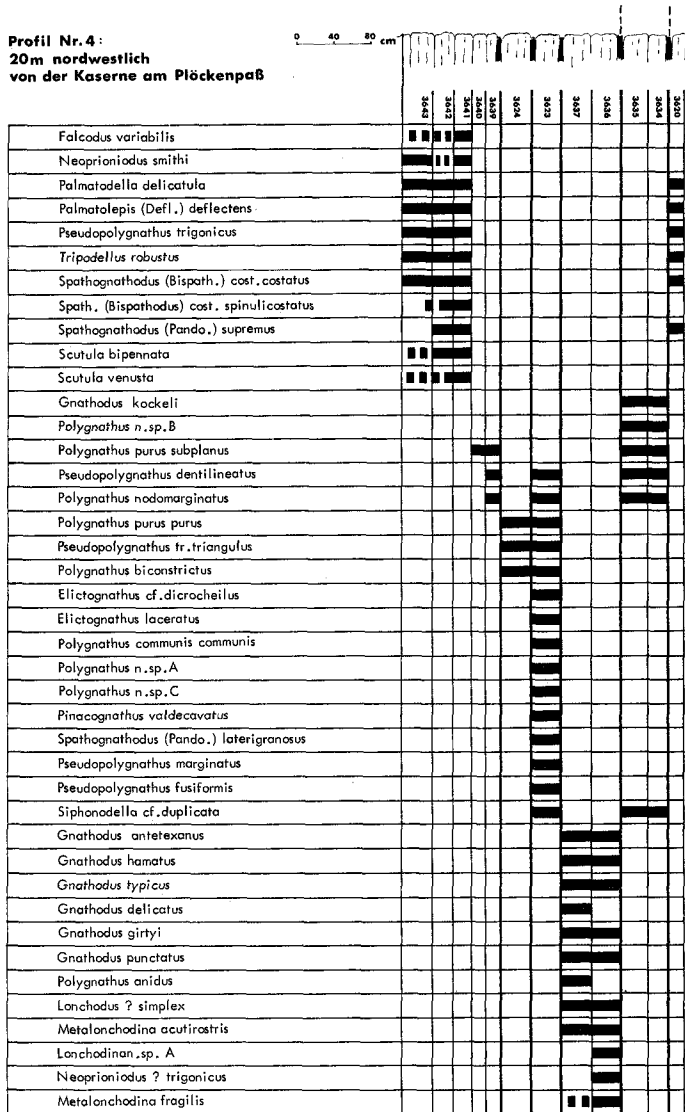 Profil Nr. 4:
20m nordwestlich
von der Kaserne am Plöckenpaß
0 40 80 cm
3643 3642 3641 3640 3639 3624 3623 3637 3636 3635 3634 3620
Falcodus variabilis
Neoprioniodus smithi
Palmatodella delicatula
Palmatolepis (Defl.) deflectens
Pseudopolygnathus trigonicus
Tripodellus robustus
Spathognathodus (Bispath.) cost.costatus
Spath. (Bispathodus) cost. spinulicostatus
Spathognathodus (Pando.) supremus
Scutula bipennata
Scutula venusta
Gnathodus kockeli
Polygnathus n.sp.B
Polygnathus purus subplanus
Pseudopolygnathus dentilineatus
Polygnathus nodomarginatus
Polygnathus purus purus
Pseudopolygnathus tr.triangulus
Polygnathus biconstrictus
Elictognathus cf.dicrocheilus
Elictognathus laceratus
Polygnathus communis communis
Polygnathus n.sp.A
Polygnathus n.sp.C
Pinacognathus valdecavatus
Spathognathodus (Pando.) laterigranosus
Pseudopolygnathus marginatus
Pseudopolygnathus fusiformis
Siphonodella cf.duplicata
Gnathodus antetexanus
Gnathodus hamatus
Gnathodus typicus
Gnathodus delicatus
Gnathodus girtyi
Gnathodus punctatus
Polygnathus anidus
Lonchodus ? simplex
Metalonchodina acutirostris
Lonchodinan.sp. A
Neoprioniodus ? trigonicus
Metalonchodina fragilis